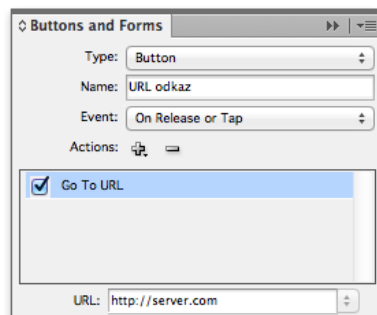 Buttons and Forms
Type: Button
Name: URL odkaz
Event: On Release or Tap
Actions:
Go To URL
URL: http://server.com